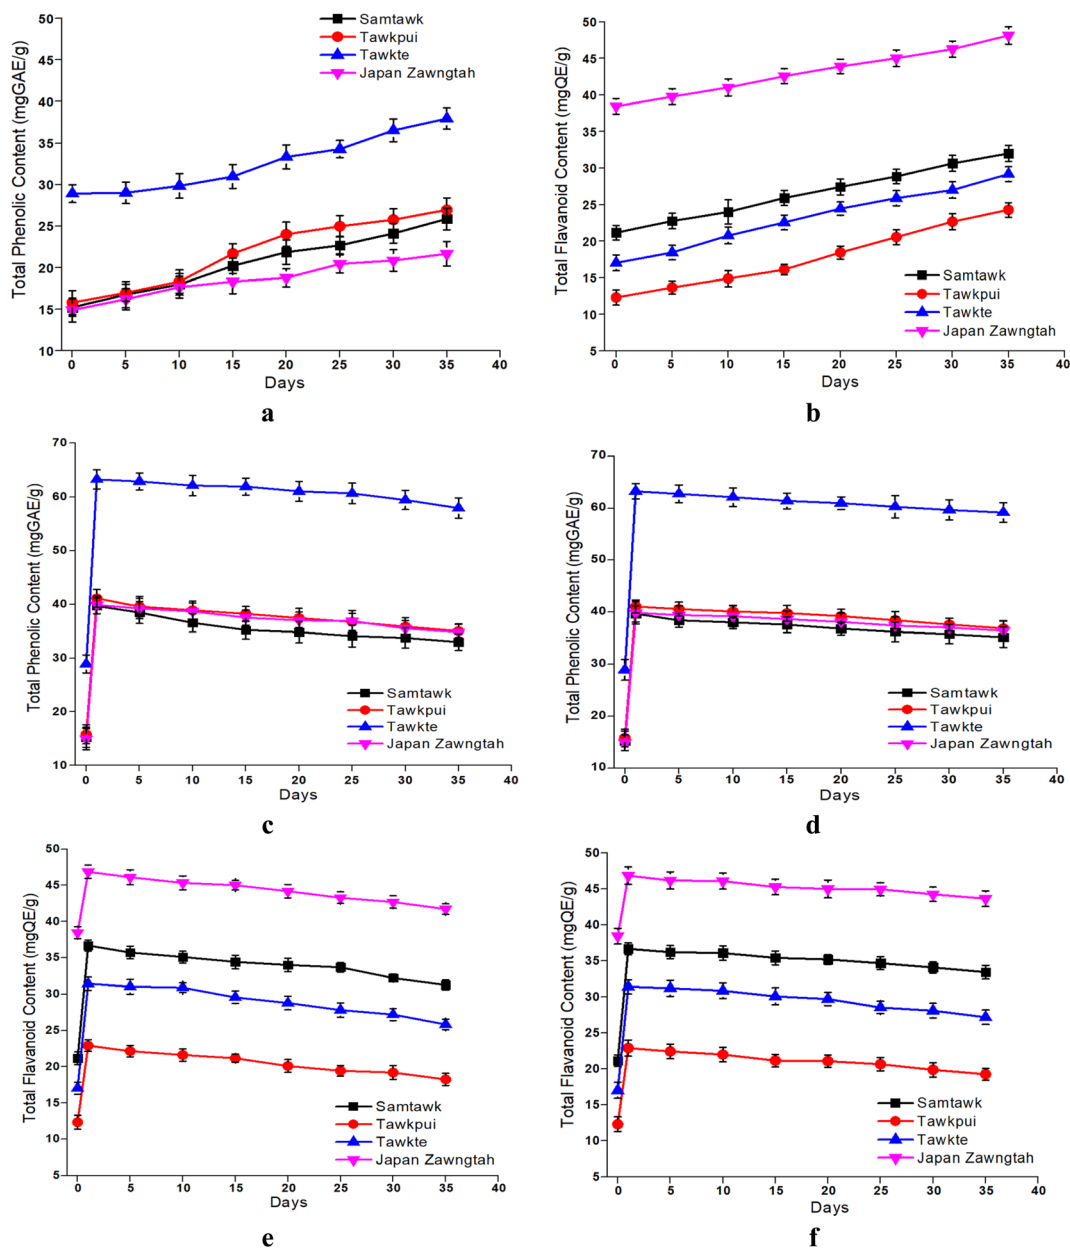 Samtawk
Tawkpui
Tawkte
Japan Zawngtah
Total Phenolic Content (mgGAE/g)
50
45
40
35
30
25
20
15
10
0 5 10 15 20 25 30 35 40
Days
a
Total Flavanoid Content (mgQE/g)
50
45
40
35
30
25
20
15
10
5
Samtawk
Tawkpui
Tawkte
Japan Zawngtah
0 5 10 15 20 25 30 35 40
Days
b
Total Phenolic Content (mgGAE/g)
70
60
50
40
30
20
10
Samtawk
Tawkpui
Tawkte
Japan Zawngtah
0 5 10 15 20 25 30 35 40
Days
c
Total Phenolic Content (mgGAE/g)
70
60
50
40
30
20
10
Samtawk
Tawkpui
Tawkte
Japan Zawngtah
0 5 10 15 20 25 30 35 40
Days
d
Total Flavanoid Content (mgQE/g)
50
45
40
35
30
25
20
15
10
5
Samtawk
Tawkpui
Tawkte
Japan Zawngtah
0 5 10 15 20 25 30 35 40
Days
e
Total Flavanoid Content (mgQE/g)
50
45
40
35
30
25
20
15
10
5
Samtawk
Tawkpui
Tawkte
Japan Zawngtah
0 5 10 15 20 25 30 35 40
Days
f